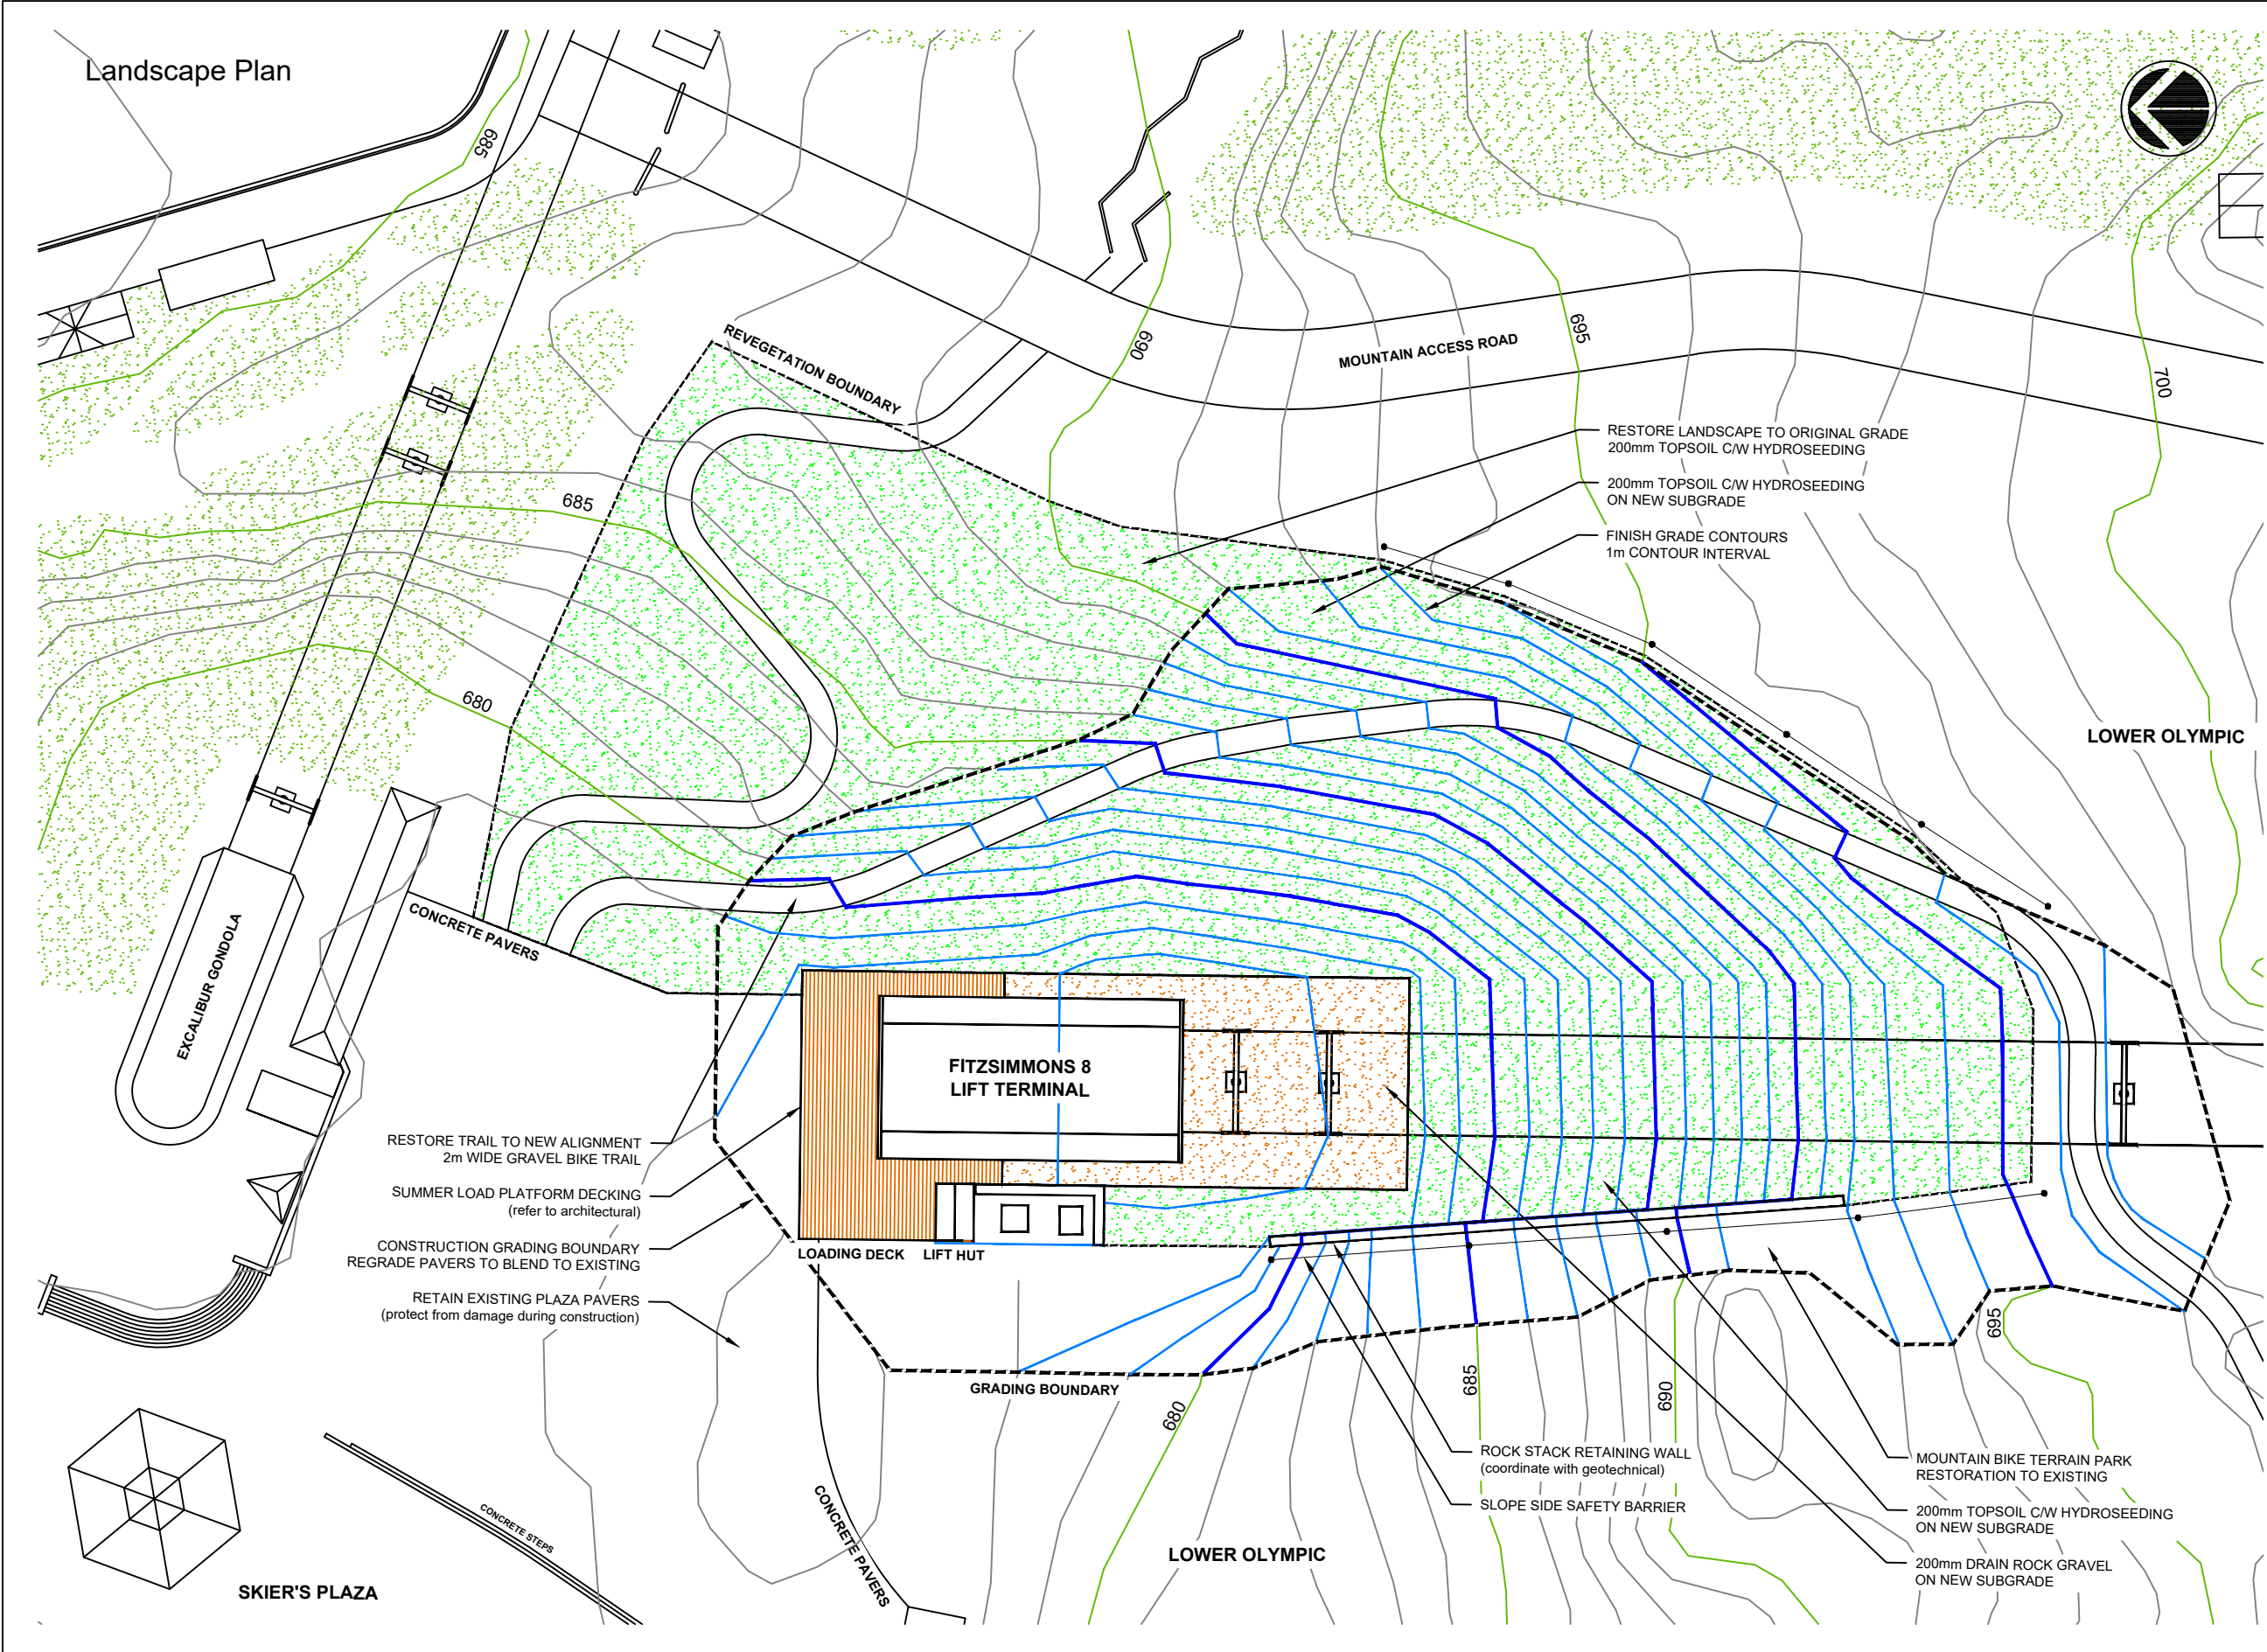 Landscape Plan
685
REVEGETATION BOUNDARY
690
MOUNTAIN ACCESS ROAD
695
700
RESTORE LANDSCAPE TO ORIGINAL GRADE
200mm TOPSOIL C/W HYDROSEEDING
200mm TOPSOIL C/W HYDROSEEDING
ON NEW SUBGRADE
FINISH GRADE CONTOURS
1m CONTOUR INTERVAL
685
680
LOWER OLYMPIC
CONCRETE PAVERS
EXCALIBUR GONDOLA
FITZSIMMONS 8
LIFT TERMINAL
RESTORE TRAIL TO NEW ALIGNMENT
2m WIDE GRAVEL BIKE TRAIL
SUMMER LOAD PLATFORM DECKING
(refer to architectural)
CONSTRUCTION GRADING BOUNDARY
REGRADE PAVERS TO BLEND TO EXISTING
RETAIN EXISTING PLAZA PAVERS
(protect from damage during construction)
LOADING DECK
LIFT HUT
GRADING BOUNDARY
680
685
690
695
ROCK STACK RETAINING WALL
(coordinate with geotechnical)
SLOPE SIDE SAFETY BARRIER
MOUNTAIN BIKE TERRAIN PARK
RESTORATION TO EXISTING
200mm TOPSOIL C/W HYDROSEEDING
ON NEW SUBGRADE
200mm DRAIN ROCK GRAVEL
ON NEW SUBGRADE
CONCRETE STEPS
CONCRETE PAVERS
LOWER OLYMPIC
SKIER'S PLAZA